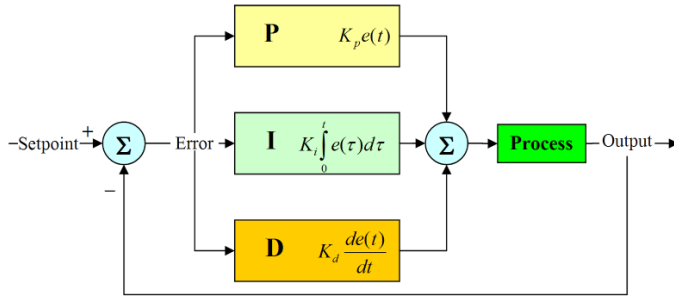 P K_p e(t)
Setpoint + Σ Error
I K_i ∫_0^t e(τ)dτ
Σ Process Output
−
D K_d de(t)/dt